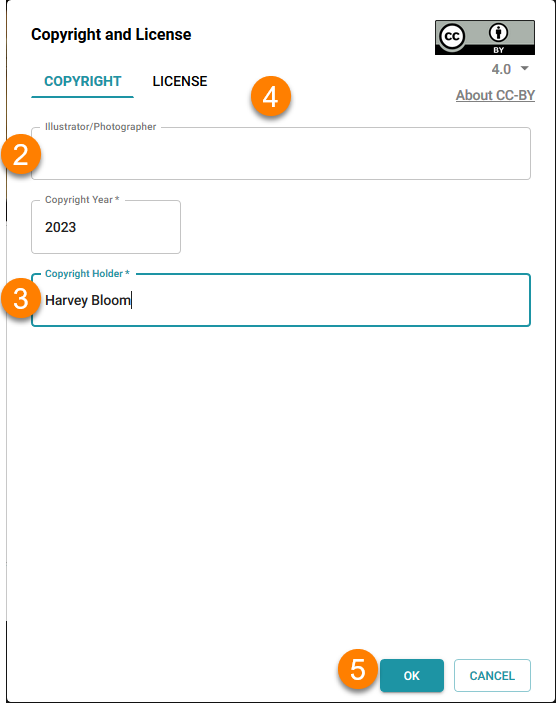 Copyright and License
CC BY
COPYRIGHT LICENSE
4.0
4
About CC-BY
Illustrator/Photographer
2
Copyright Year *
2023
Copyright Holder *
3
Harvey Bloom
5
OK CANCEL